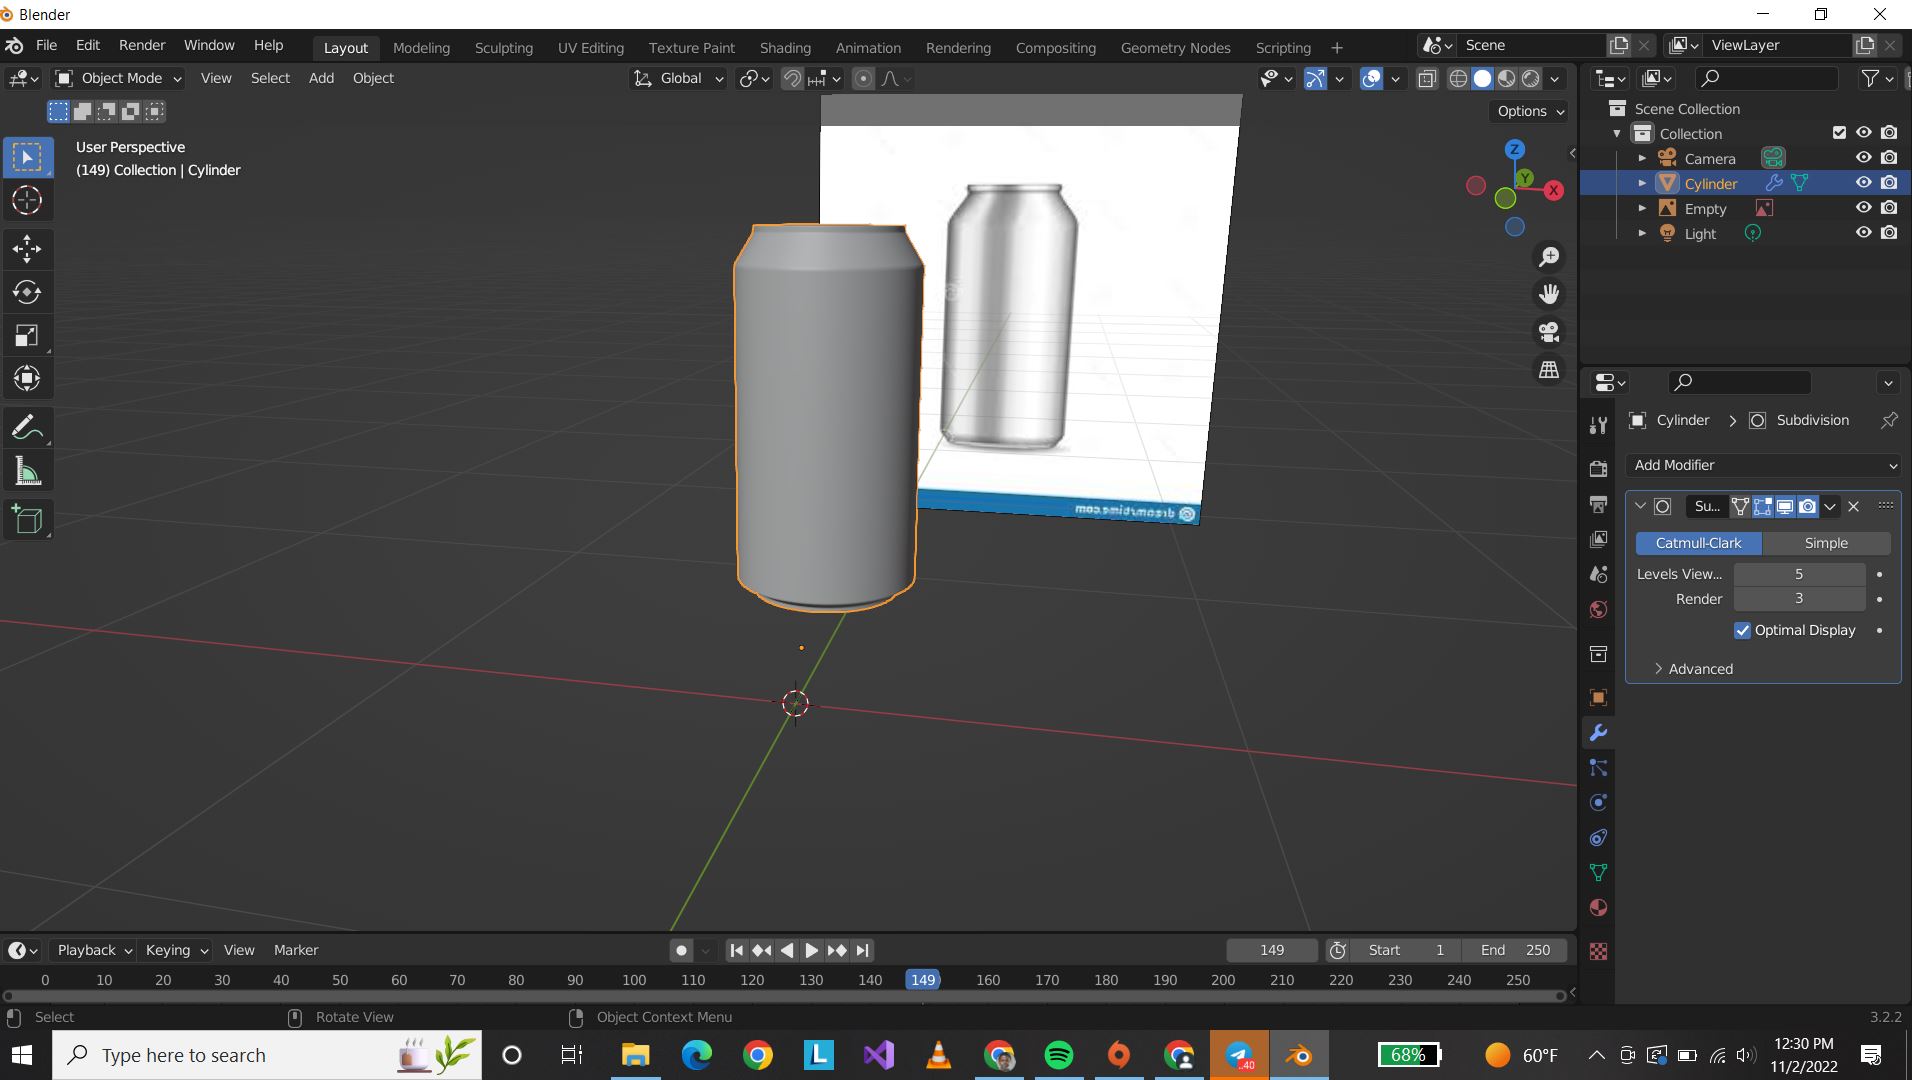 Blender
File Edit Render Window Help
Layout Modeling Sculpting UV Editing Texture Paint Shading Animation Rendering Compositing Geometry Nodes Scripting +
Scene
ViewLayer
Object Mode View Select Add Object
Global
Options
User Perspective
(149) Collection | Cylinder
Z
Y
X
dreamstime.com
Scene Collection
Collection
Camera
Cylinder
Empty
Light
Cylinder > Subdivision
Add Modifier
Su...
Catmull-Clark Simple
Levels View... 5
Render 3
Optimal Display
Advanced
Playback Keying View Marker
149 Start 1 End 250
0 10 20 30 40 50 60 70 80 90 100 110 120 130 140 149 160 170 180 190 200 210 220 230 240 250
Select Rotate View Object Context Menu 3.2.2
Type here to search
L
..40
68%
60°F
12:30 PM
11/2/2022